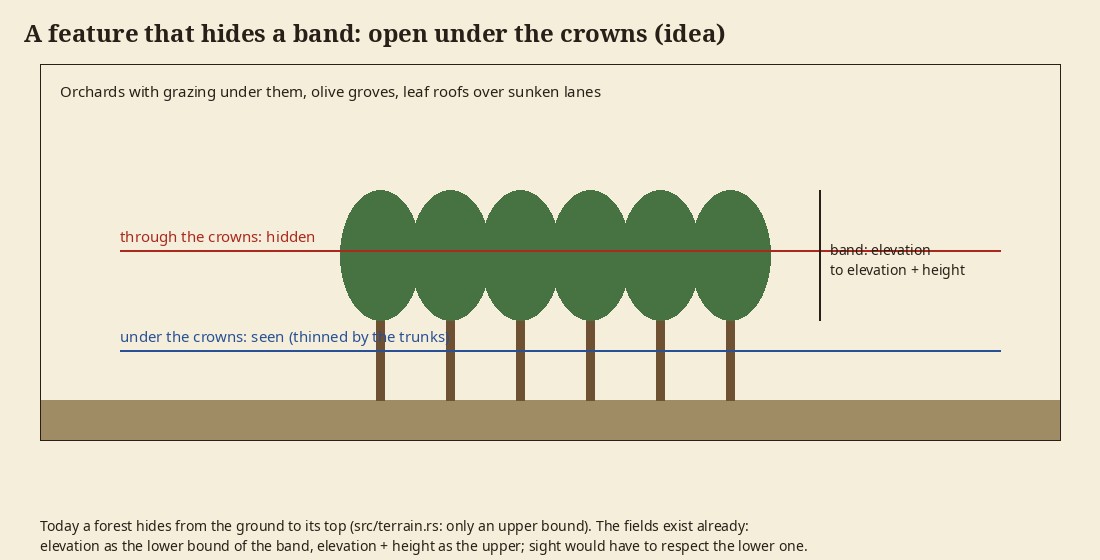 A feature that hides a band: open under the crowns (idea)
Orchards with grazing under them, olive groves, leaf roofs over sunken lanes
through the crowns: hidden
band: elevation
to elevation + height
under the crowns: seen (thinned by the trunks)
Today a forest hides from the ground to its top (src/terrain.rs: only an upper bound). The fields exist already:
elevation as the lower bound of the band, elevation + height as the upper; sight would have to respect the lower one.